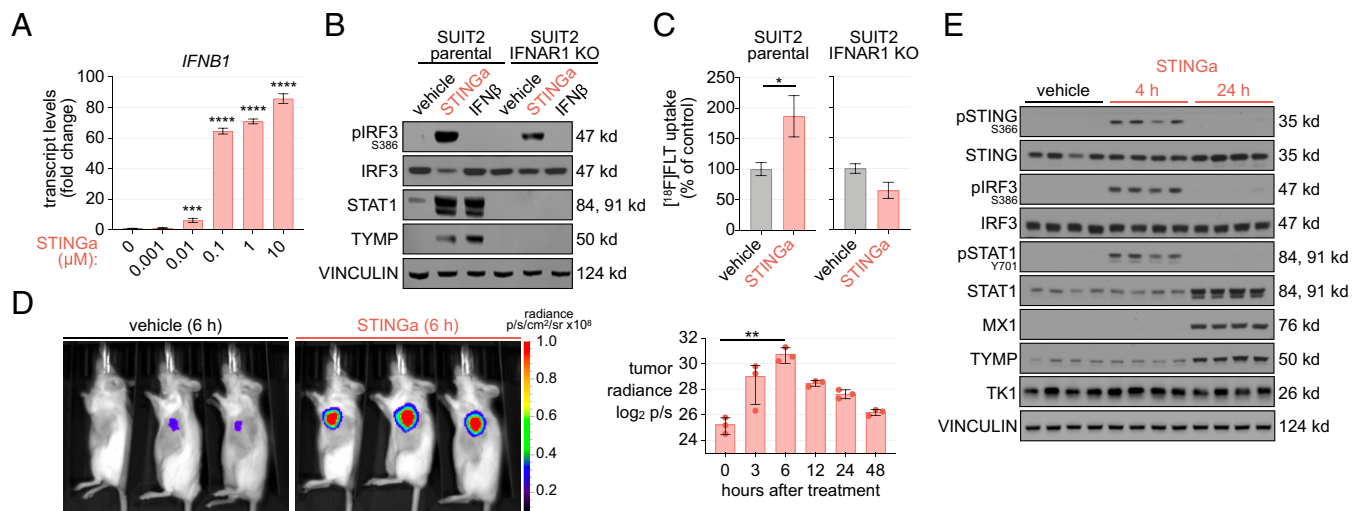 A
IFNB1
transcript levels
(fold change)
100
80
60
40
20
0
***
****
****
****
STINGa
(µM):
0
0.001
0.01
0.1
1
10
B
SUIT2
parental
SUIT2
IFNAR1 KO
vehicle
STINGa
IFNβ
vehicle
STINGa
IFNβ
pIRF3
S386
47 kd
IRF3
47 kd
STAT1
84, 91 kd
TYMP
50 kd
VINCULIN
124 kd
C
SUIT2
parental
SUIT2
IFNAR1 KO
[18F]FLT uptake
(% of control)
250
200
150
100
50
0
*
vehicle
STINGa
vehicle
STINGa
D
vehicle (6 h)
STINGa (6 h)
radiance
p/s/cm²/sr x10⁸
1.0
0.8
0.6
0.4
0.2
tumor
radiance
log₂ p/s
32
30
28
26
24
**
0
3
6
12
24
48
hours after treatment
E
STINGa
vehicle
4 h
24 h
pSTING
S366
35 kd
STING
35 kd
pIRF3
S386
47 kd
IRF3
47 kd
pSTAT1
Y701
84, 91 kd
STAT1
84, 91 kd
MX1
76 kd
TYMP
50 kd
TK1
26 kd
VINCULIN
124 kd